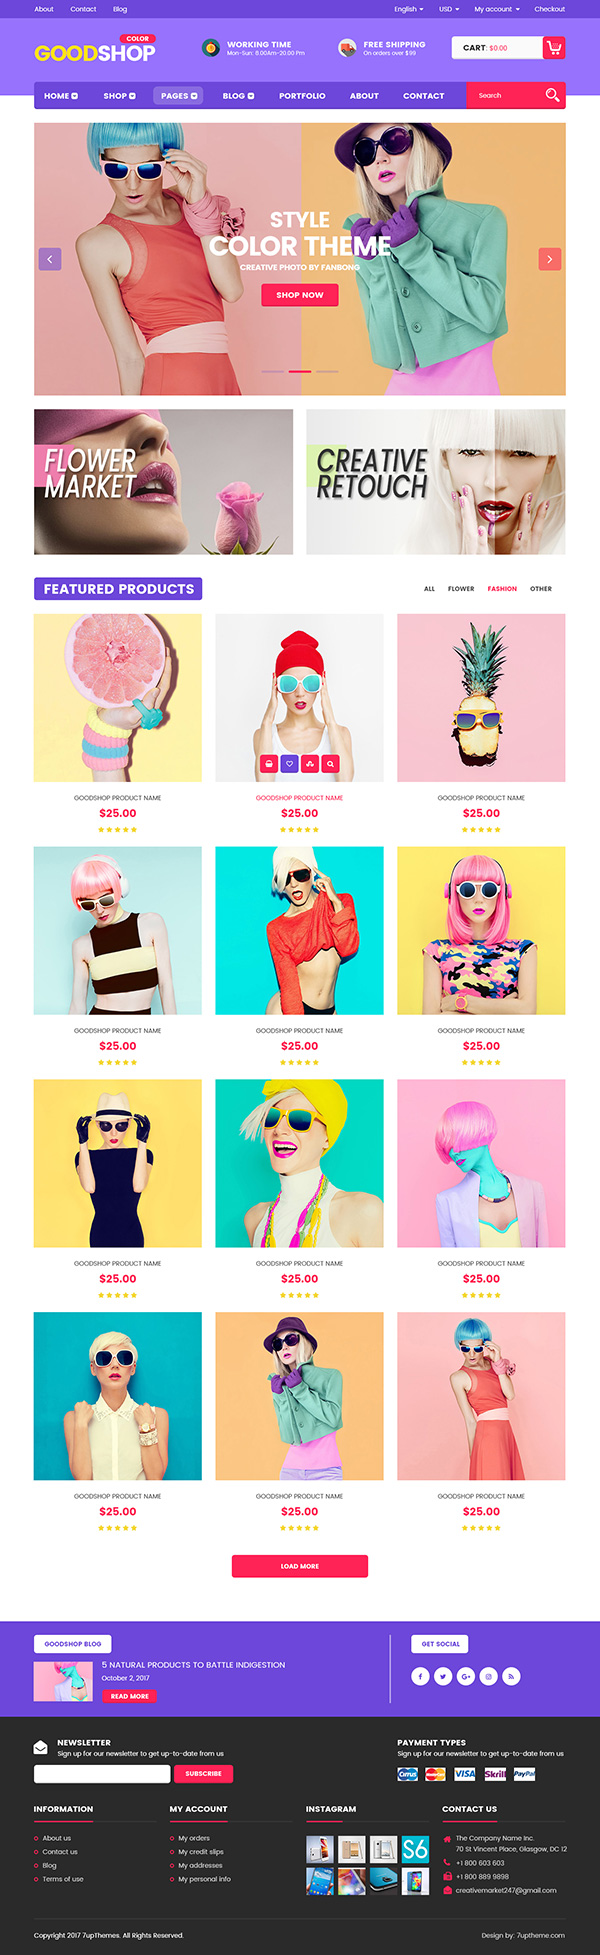 About Contact Blog English USD My account Checkout
COLOR
GOODSHOP
WORKING TIME
Mon-Sun: 8.00Am-20.00 Pm
FREE SHIPPING
On orders over $99
CART: $0.00
HOME SHOP PAGES BLOG PORTFOLIO ABOUT CONTACT Search
STYLE
COLOR THEME
CREATIVE PHOTO BY FANBONG
SHOP NOW
FLOWER
MARKET
CREATIVE
RETOUCH
FEATURED PRODUCTS
ALL FLOWER FASHION OTHER
GOODSHOP PRODUCT NAME GOODSHOP PRODUCT NAME GOODSHOP PRODUCT NAME
$25.00 $25.00 $25.00
GOODSHOP PRODUCT NAME GOODSHOP PRODUCT NAME GOODSHOP PRODUCT NAME
$25.00 $25.00 $25.00
GOODSHOP PRODUCT NAME GOODSHOP PRODUCT NAME GOODSHOP PRODUCT NAME
$25.00 $25.00 $25.00
GOODSHOP PRODUCT NAME GOODSHOP PRODUCT NAME GOODSHOP PRODUCT NAME
$25.00 $25.00 $25.00
LOAD MORE
GOODSHOP BLOG
5 NATURAL PRODUCTS TO BATTLE INDIGESTION
October 2, 2017
READ MORE
GET SOCIAL
NEWSLETTER
Sign up for our newsletter to get up-to-date from us
SUBSCRIBE
PAYMENT TYPES
Sign up for our newsletter to get up-to-date from us
Cirrus MasterCard VISA Skrill PayPal
INFORMATION
About us
Contact us
Blog
Terms of use
MY ACCOUNT
My orders
My credit slips
My addresses
My personal info
INSTAGRAM
S6
CONTACT US
The Company Name Inc.
70 St Vincent Place, Glasgow, DC 12
+1 800 603 603
+1 800 889 9898
creativemarket247@gmail.com
Copyright 2017 7upThemes. All Rights Reserved.
Design by: 7uptheme.com